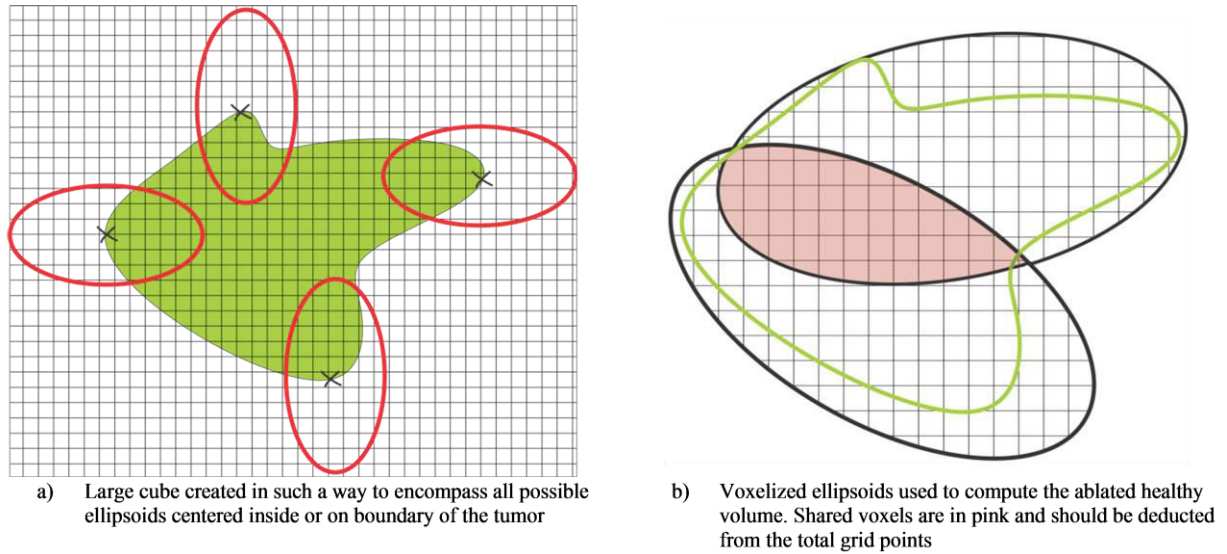 a) Large cube created in such a way to encompass all possible
ellipsoids centered inside or on boundary of the tumor
b) Voxelized ellipsoids used to compute the ablated healthy
volume. Shared voxels are in pink and should be deducted
from the total grid points